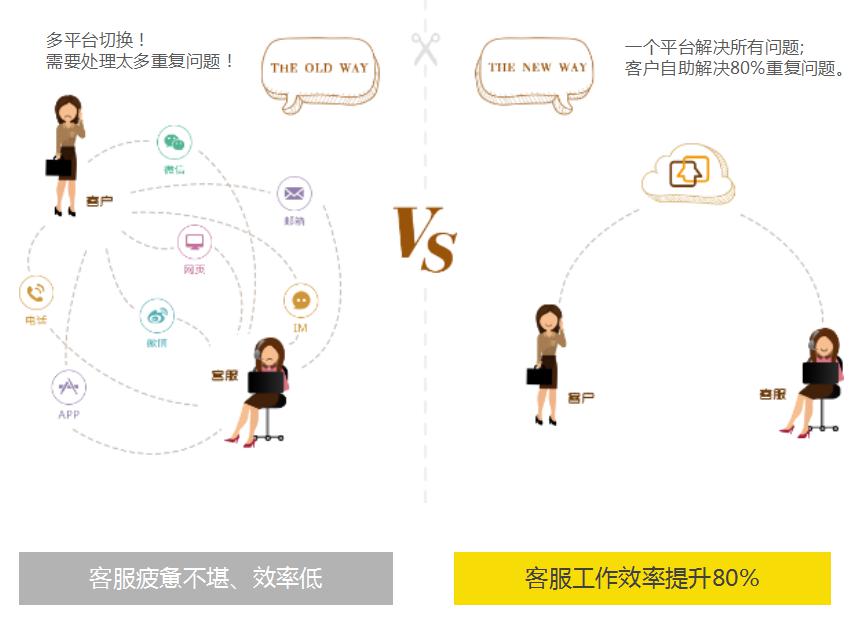 多平台切换！
需要处理太多重复问题！
THE OLD WAY
微信
客户
邮箱
网页
电话
微信
IM
客服
APP
VS
THE NEW WAY
一个平台解决所有问题;
客户自助解决80%重复问题。
客户
客服
客服疲惫不堪、效率低
客服工作效率提升80%